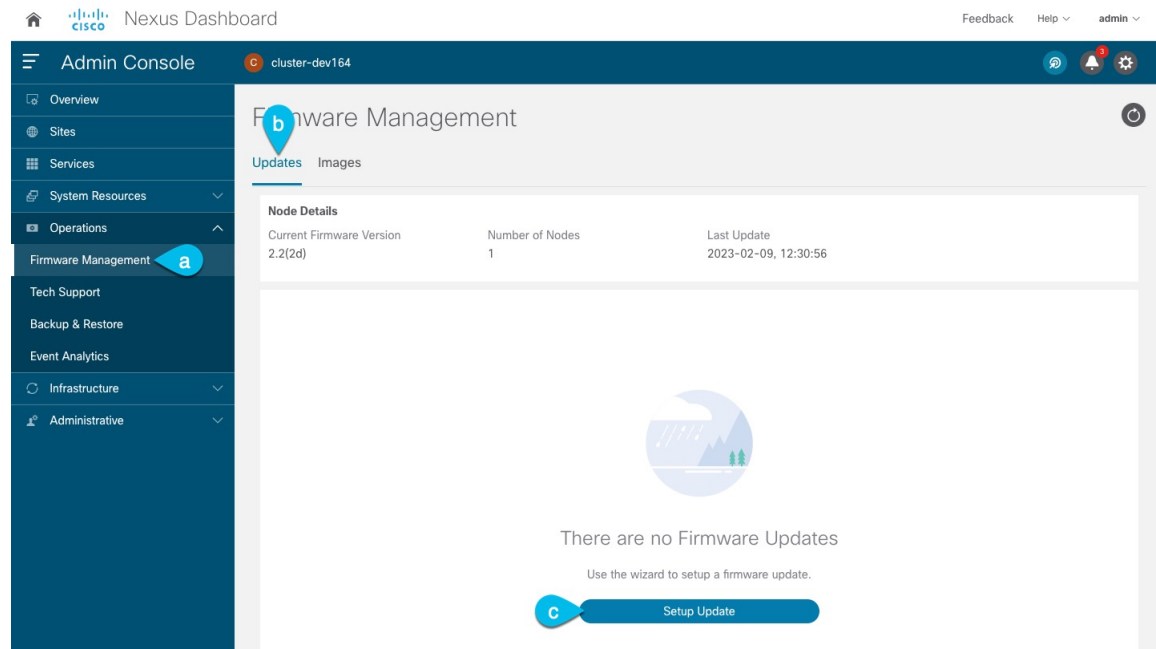 CISCO Nexus Dashboard Feedback Help admin
Admin Console C cluster-dev164 3
Overview
Sites
Services
System Resources
Operations
Firmware Management a
Tech Support
Backup & Restore
Event Analytics
Infrastructure
Administrative
Firmware Management
b
Updates Images
Node Details
Current Firmware Version Number of Nodes Last Update
2.2(2d) 1 2023-02-09, 12:30:56
There are no Firmware Updates
Use the wizard to setup a firmware update.
c Setup Update